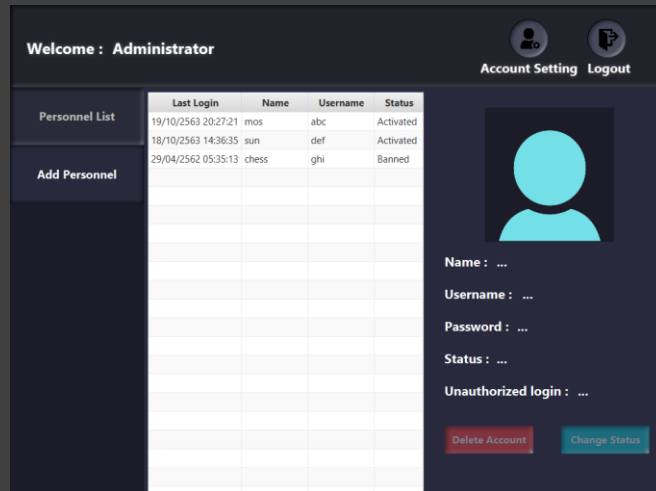 Welcome : Administrator
Account Setting Logout
Personnel List
Add Personnel
Last Login Name Username Status
19/10/2563 20:27:21 mos abc Activated
18/10/2563 14:36:35 sun def Activated
29/04/2562 05:35:13 chess ghi Banned
Name : ...
Username : ...
Password : ...
Status : ...
Unauthorized login : ...
Delete Account Change Status